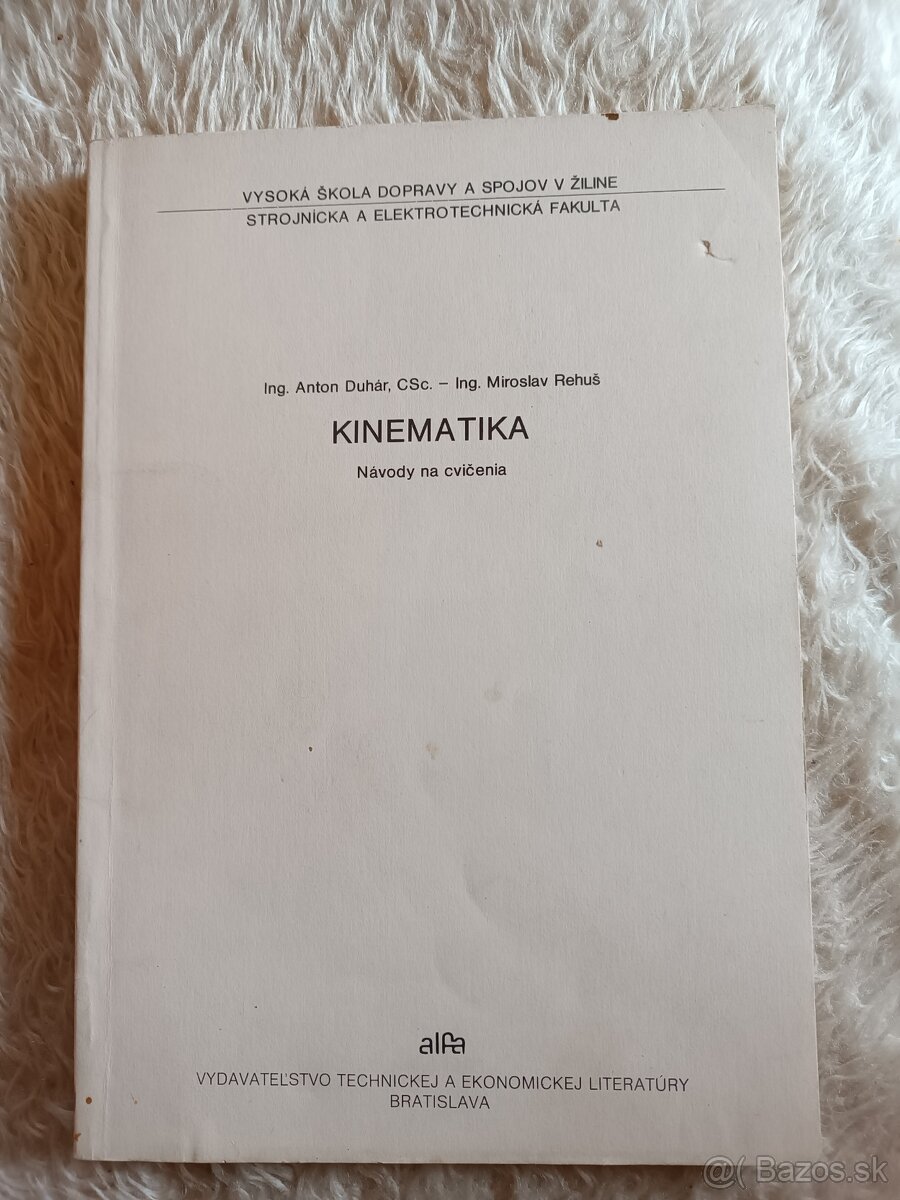 VYSOKÁ ŠKOLA DOPRAVY A SPOJOV V ŽILINE
STROJNÍCKA A ELEKTROTECHNICKÁ FAKULTA
Ing. Anton Duhár, CSc. – Ing. Miroslav Rehuš
KINEMATIKA
Návody na cvičenia
alfa
VYDAVATEĽSTVO TECHNICKEJ A EKONOMICKEJ LITERATÚRY
BRATISLAVA
@( Bazos.sk